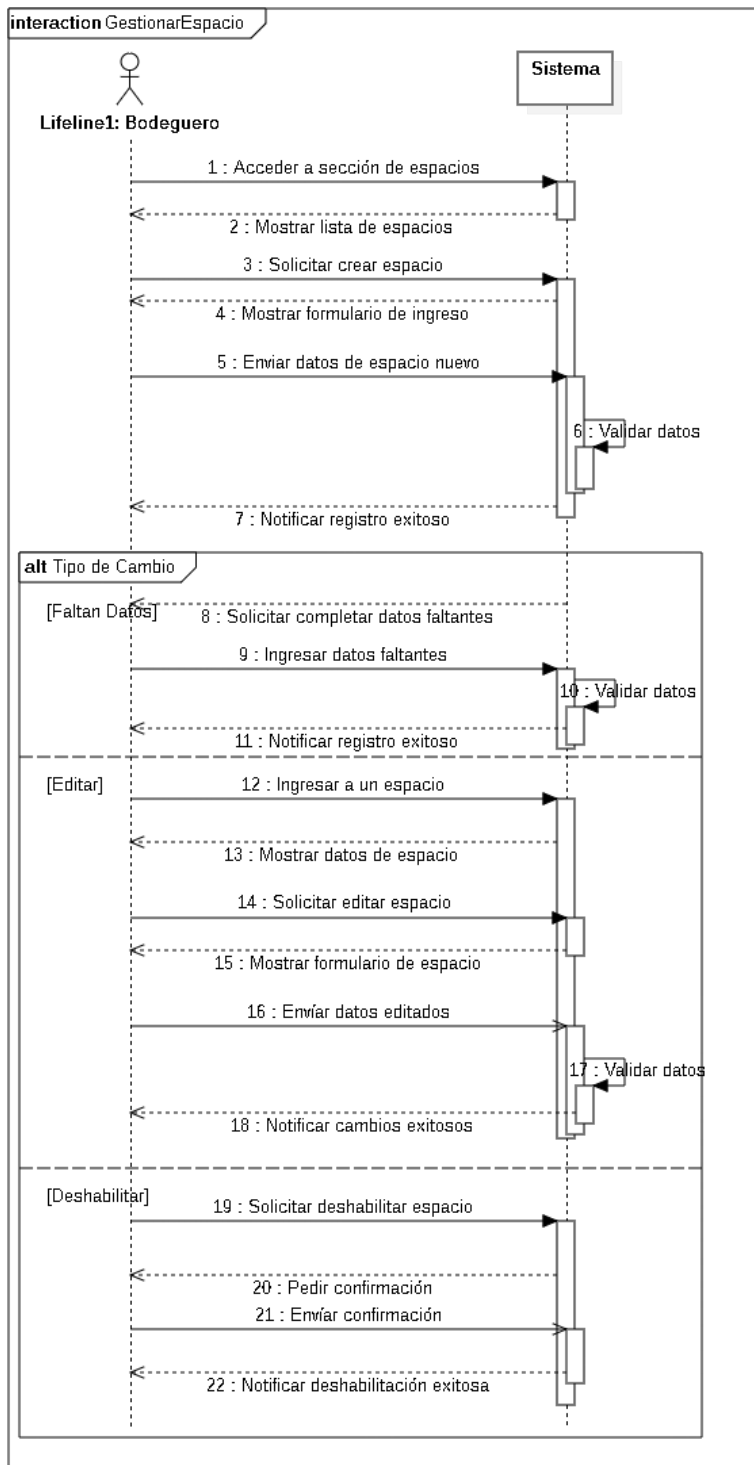 interaction GestionarEspacio
Sistema
Lifeline1: Bodeguero
1 : Acceder a sección de espacios
2 : Mostrar lista de espacios
3 : Solicitar crear espacio
4 : Mostrar formulario de ingreso
5 : Enviar datos de espacio nuevo
6 : Validar datos
7 : Notificar registro exitoso
alt Tipo de Cambio
[Faltan Datos]
8 : Solicitar completar datos faltantes
9 : Ingresar datos faltantes
10 : Validar datos
11 : Notificar registro exitoso
[Editar]
12 : Ingresar a un espacio
13 : Mostrar datos de espacio
14 : Solicitar editar espacio
15 : Mostrar formulario de espacio
16 : Envíar datos editados
17 : Validar datos
18 : Notificar cambios exitosos
[Deshabilitar]
19 : Solicitar deshabilitar espacio
20 : Pedir confirmación
21 : Envíar confirmación
22 : Notificar deshabilitación exitosa